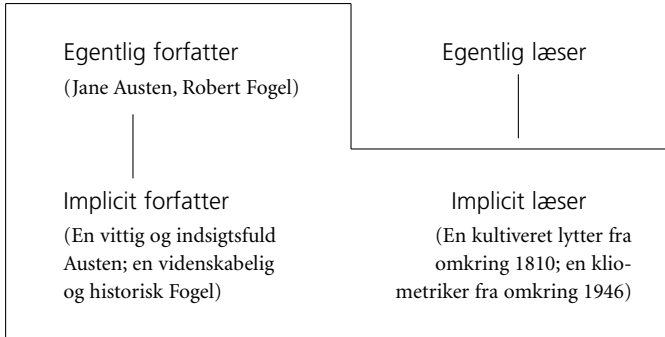 Egentlig forfatter
(Jane Austen, Robert Fogel)
Egentlig læser
Implicit forfatter
(En vittig og indsigtsfuld
Austen; en videnskabelig
og historisk Fogel)
Implicit læser
(En kultiveret lytter fra
omkring 1810; en klio-
metriker fra omkring 1946)